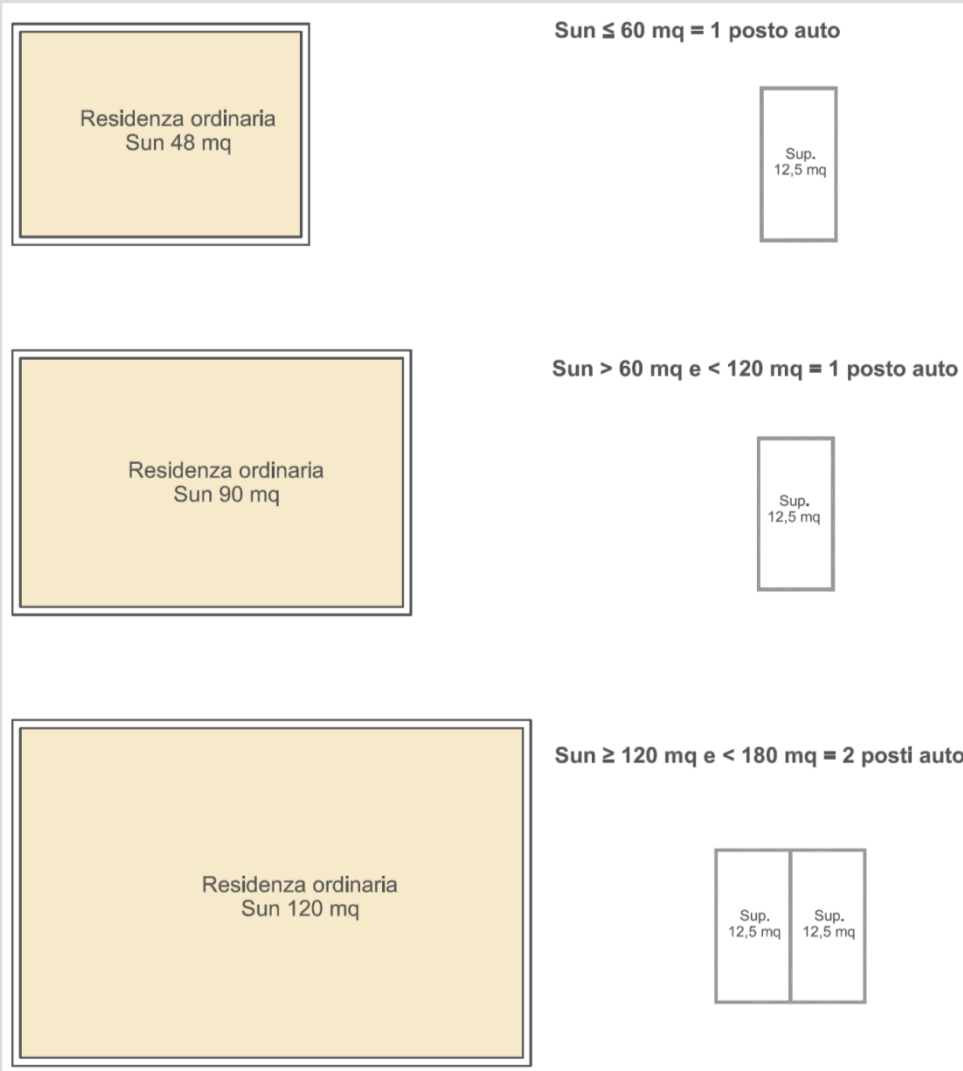 Sun ≤ 60 mq = 1 posto auto
Residenza ordinaria
Sun 48 mq
Sup.
12,5 mq
Sun > 60 mq e < 120 mq = 1 posto auto
Residenza ordinaria
Sun 90 mq
Sup.
12,5 mq
Sun ≥ 120 mq e < 180 mq = 2 posti auto
Residenza ordinaria
Sun 120 mq
Sup.
12,5 mq
Sup.
12,5 mq